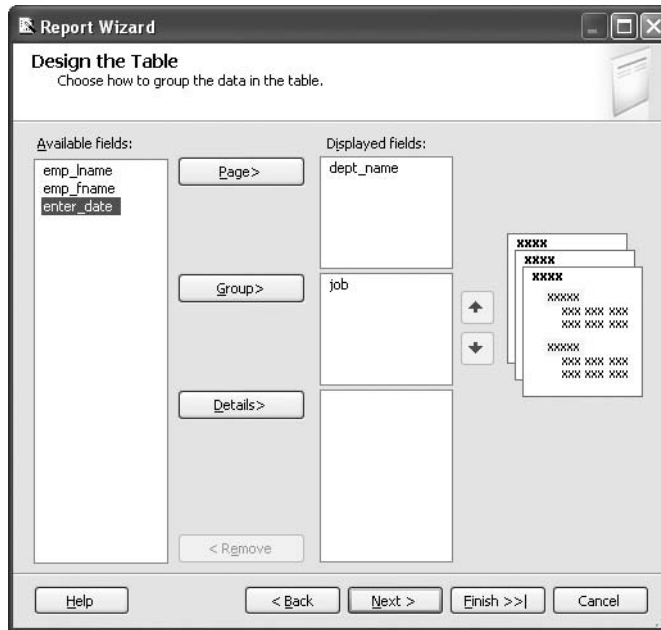 Report Wizard
Design the Table
Choose how to group the data in the table.
Available fields:
Displayed fields:
emp_lname
emp_fname
enter_date
Page>
dept_name
Group>
job
Details>
< Remove
xxxx
xxxx
xxxx
xxxxx
xxx xxx xxx
xxx xxx xxx
xxxxx
xxx xxx xxx
xxx xxx xxx
Help
< Back
Next >
Finish >>|
Cancel